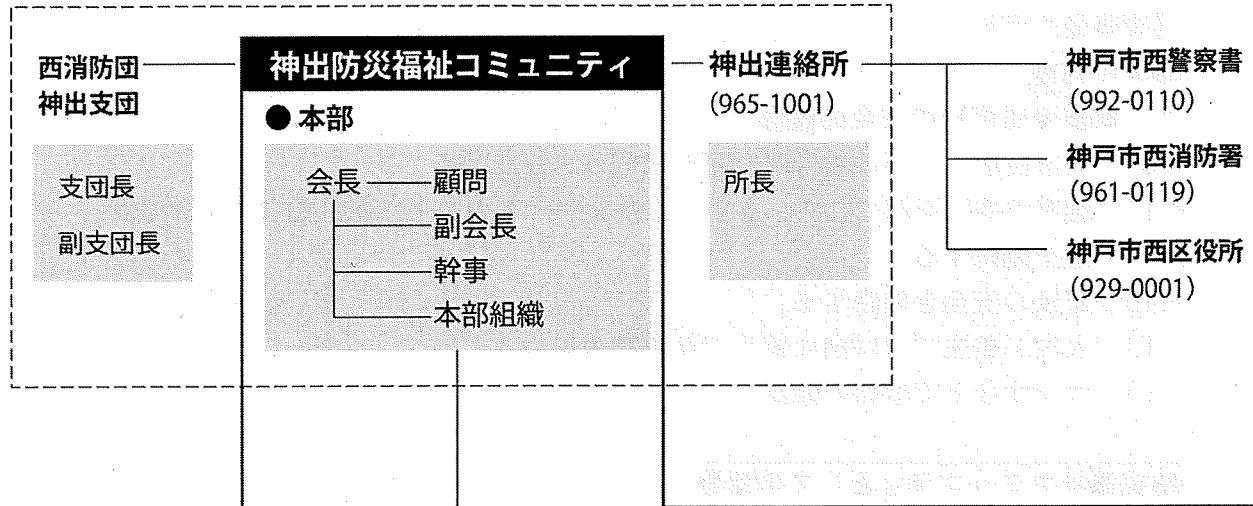 西消防団
神出支団
支団長
副支団長
神出防災福祉コミュニティ
● 本部
会長
顧問
副会長
幹事
本部組織
神出連絡所
(965-1001)
所長
神戸市西警察書
(992-0110)
神戸市西消防署
(961-0119)
神戸市西区役所
(929-0001)